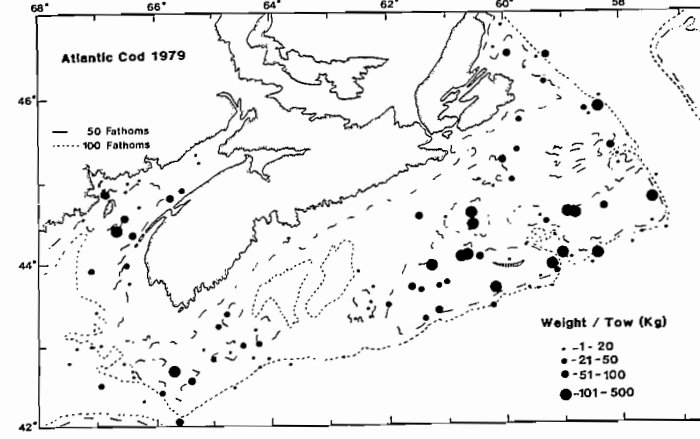 68° 66° 64° 62° 60° 58
Atlantic Cod 1979
46°
— 50 Fathoms
----- 100 Fathoms
44°
Weight / Tow (Kg)
-1-20
-21-50
-51-100
-101-500
42°